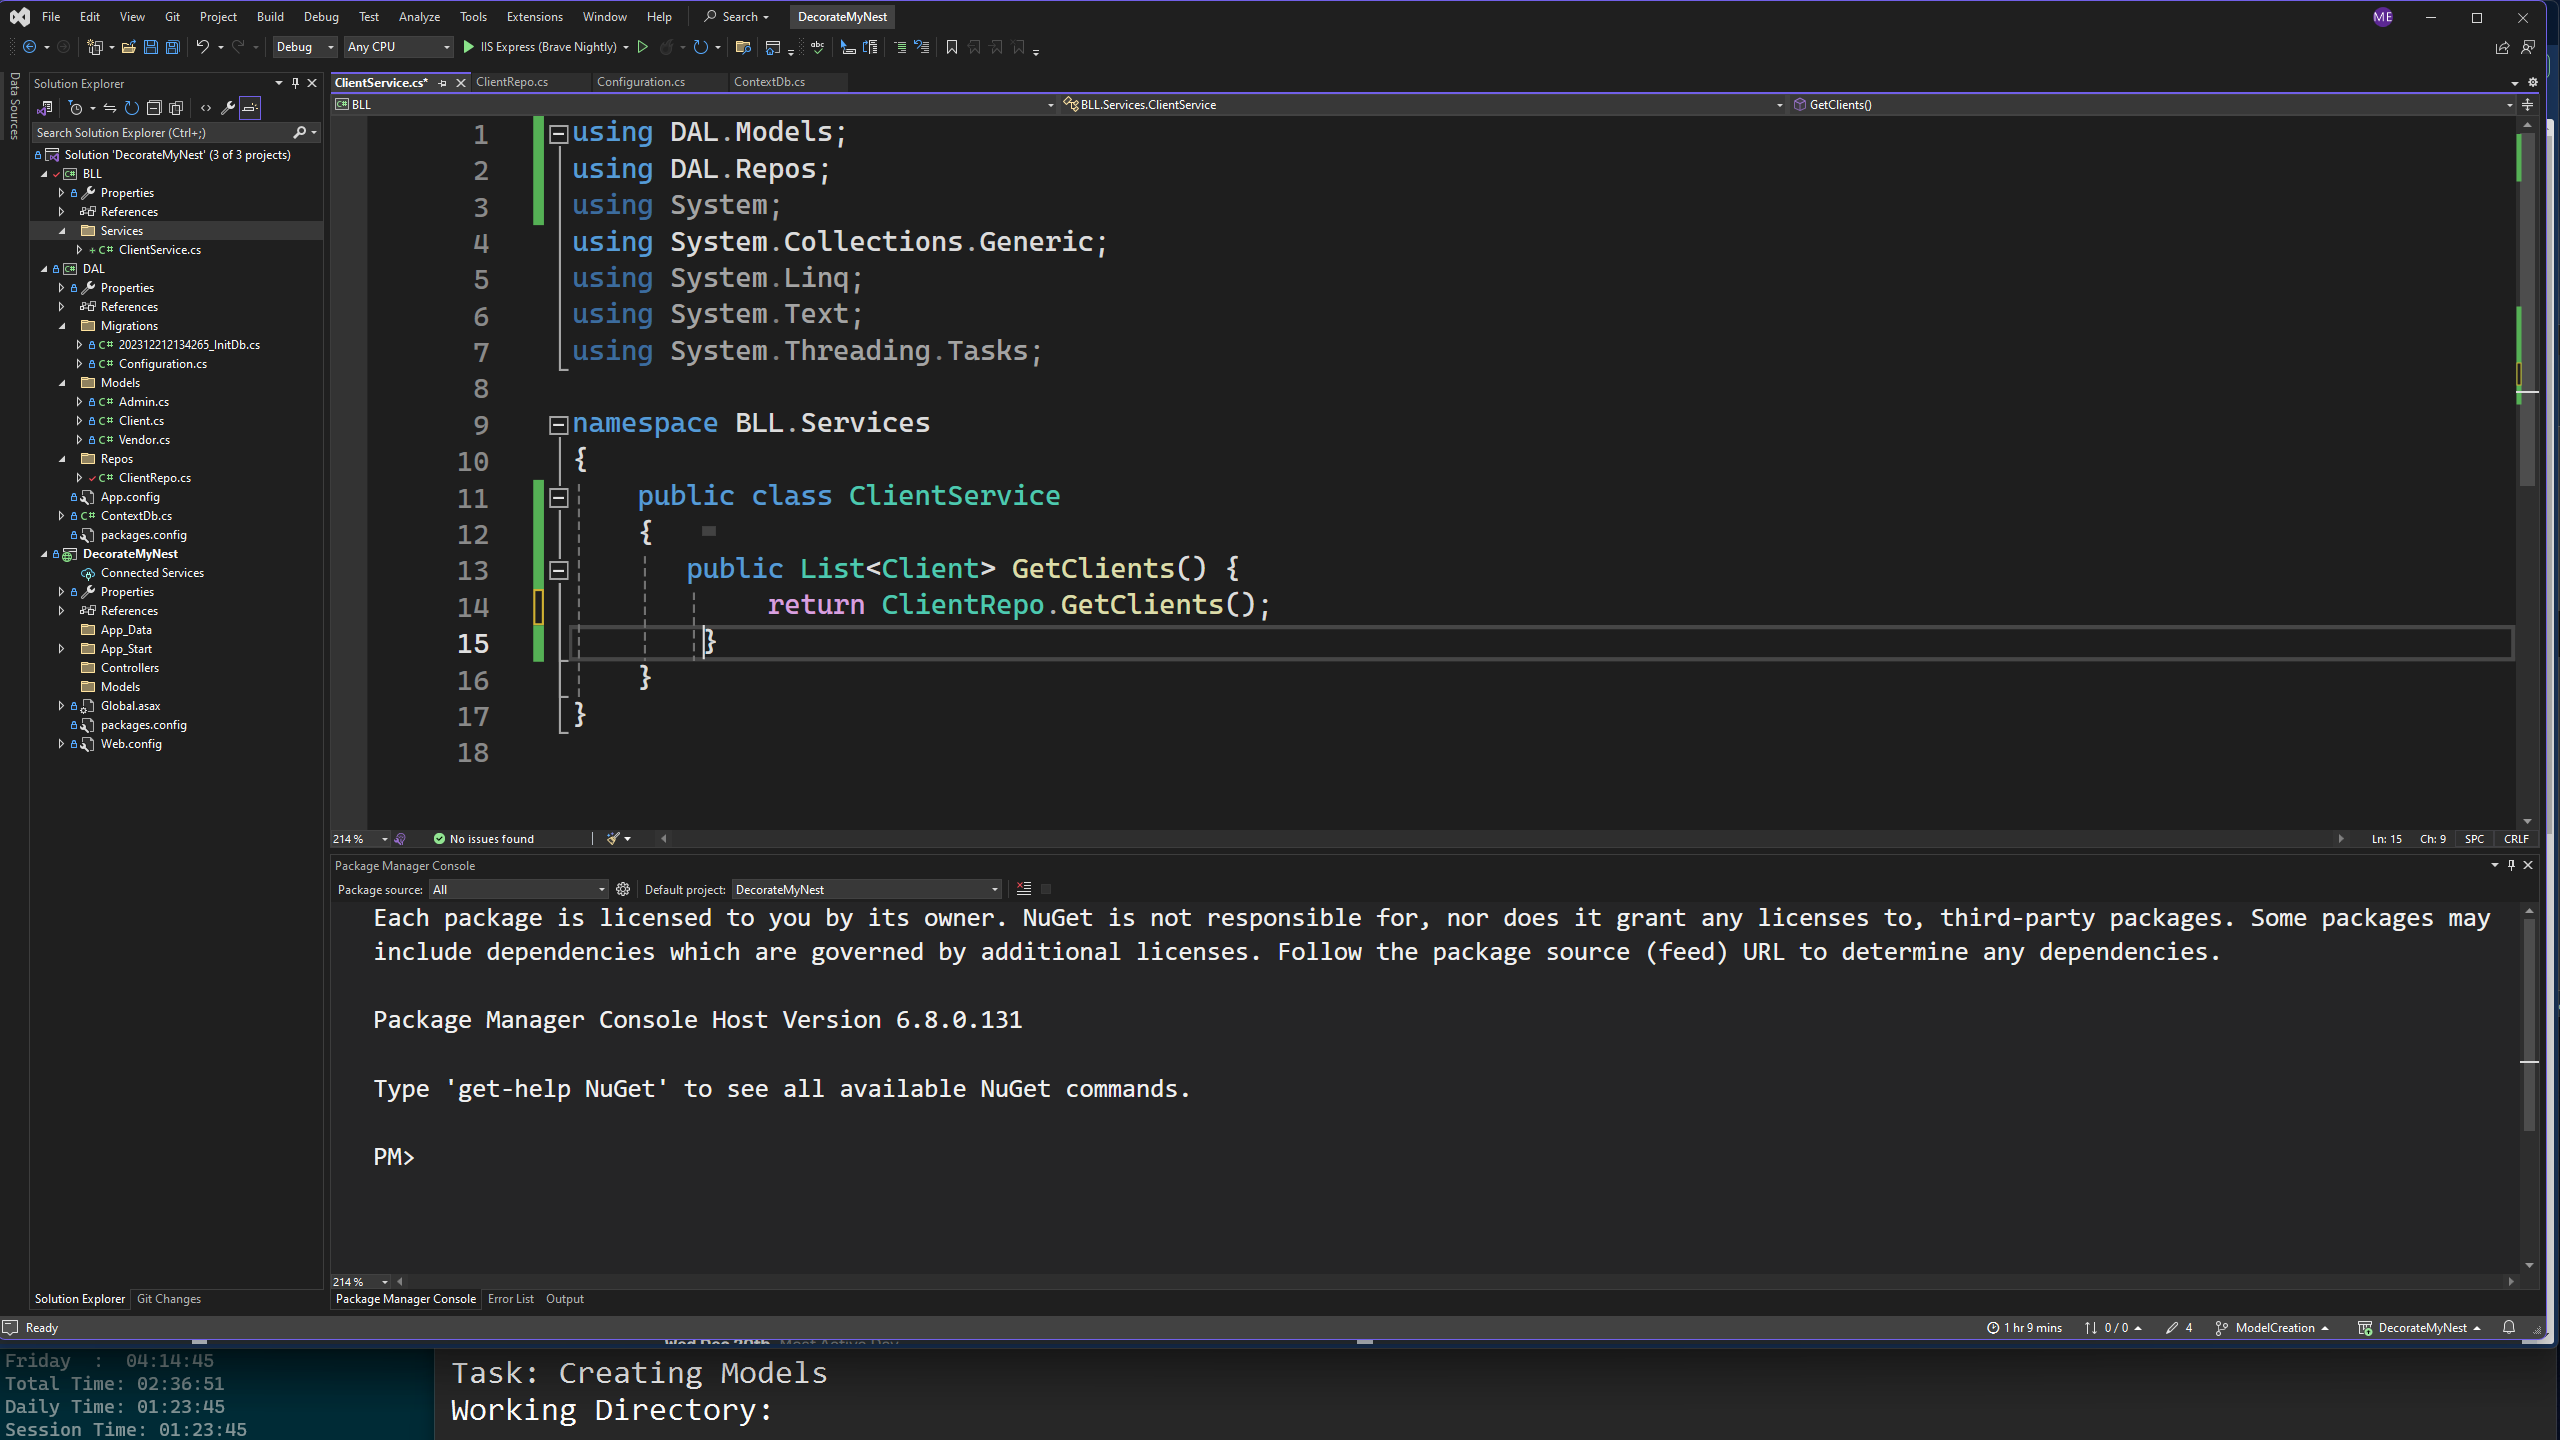 File Edit View Git Project Build Debug Test Analyze Tools Extensions Window Help Search DecorateMyNest ME
Debug Any CPU IIS Express (Brave Nightly)
Data Sources
Solution Explorer
Search Solution Explorer (Ctrl+;)
Solution 'DecorateMyNest' (3 of 3 projects)
BLL
Properties
References
Services
C# ClientService.cs
DAL
Properties
References
Migrations
C# 202312212134265_InitDb.cs
C# Configuration.cs
Models
C# Admin.cs
C# Client.cs
C# Vendor.cs
Repos
C# ClientRepo.cs
App.config
C# ContextDb.cs
packages.config
DecorateMyNest
Connected Services
Properties
References
App_Data
App_Start
Controllers
Models
Global.asax
packages.config
Web.config
Solution Explorer Git Changes
ClientService.cs* ClientRepo.cs Configuration.cs ContextDb.cs
BLL BLL.Services.ClientService GetClients()
1 using DAL.Models;
2 using DAL.Repos;
3 using System;
4 using System.Collections.Generic;
5 using System.Linq;
6 using System.Text;
7 using System.Threading.Tasks;
8
9 namespace BLL.Services
10 {
11 public class ClientService
12 {
13 public List<Client> GetClients() {
14 return ClientRepo.GetClients();
15 }
16 }
17 }
18
214 % No issues found Ln: 15 Ch: 9 SPC CRLF
Package Manager Console
Package source: All Default project: DecorateMyNest
Each package is licensed to you by its owner. NuGet is not responsible for, nor does it grant any licenses to, third-party packages. Some packages may
include dependencies which are governed by additional licenses. Follow the package source (feed) URL to determine any dependencies.
Package Manager Console Host Version 6.8.0.131
Type 'get-help NuGet' to see all available NuGet commands.
PM>
214 %
Package Manager Console Error List Output
Ready 1 hr 9 mins 0 / 0 4 ModelCreation DecorateMyNest
Friday : 04:14:45
Total Time: 02:36:51
Daily Time: 01:23:45
Session Time: 01:23:45
Task: Creating Models
Working Directory: